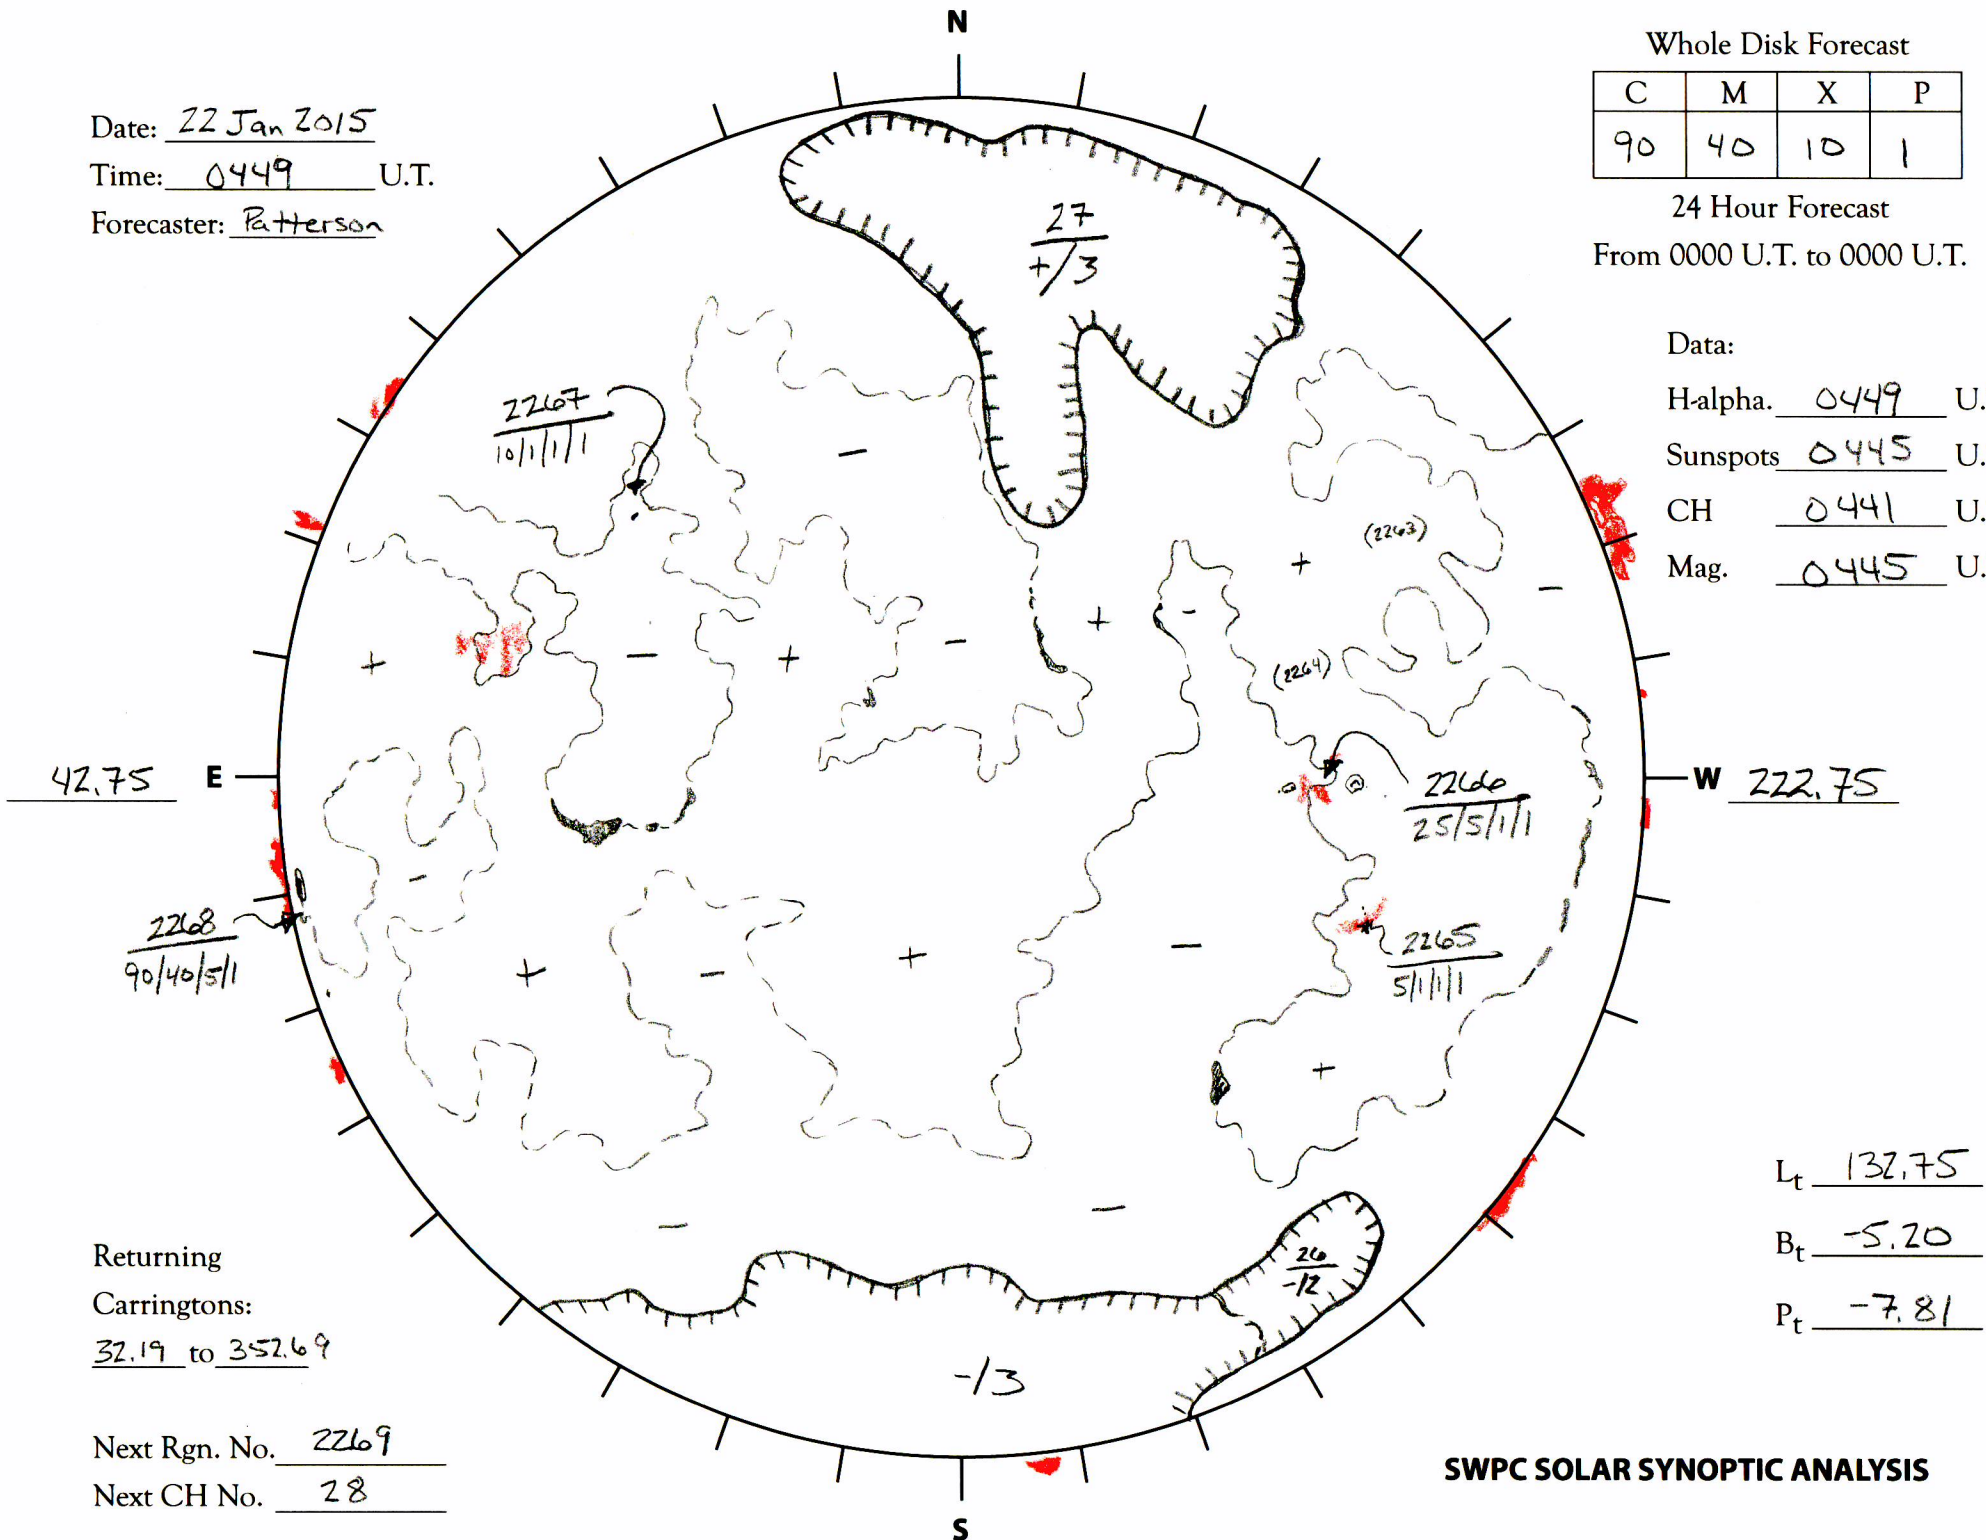 N
Date: 22 Jan 2015
Time: 0449 U.T.
Forecaster: Patterson
Whole Disk Forecast
C M X P
90 40 10 1
24 Hour Forecast
From 0000 U.T. to 0000 U.T.
Data:
H-alpha. 0449 U.
Sunspots 0445 U.
CH 0441 U.
Mag. 0445 U.
27
+/3
2267
10/1/1/1
-
(2263)
+
-
+
-
+
-
+
-
(2264)
42.75 E
W 222.75
2266
25/5/1/1
-
2268
90/40/5/1
2265
5/1/1/1
+
-
+
-
+
-
-
26
-/2
-/3
Lt 132.75
Bt -5.20
Pt -7.81
Returning
Carringtons:
32.19 to 352.69
Next Rgn. No. 2269
Next CH No. 28
SWPC SOLAR SYNOPTIC ANALYSIS
S